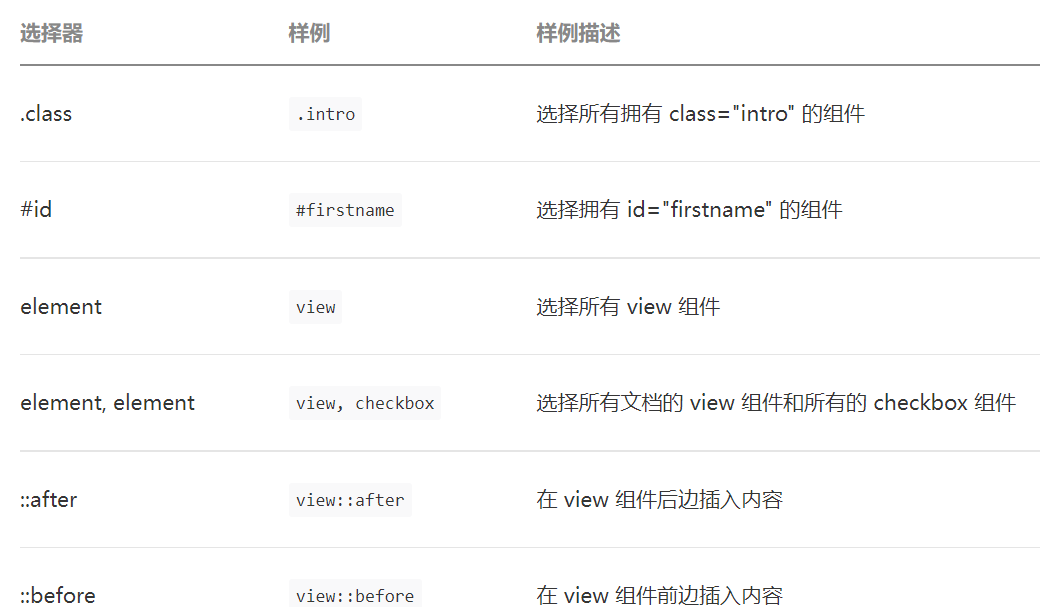 选择器 样例 样例描述
.class .intro 选择所有拥有 class="intro" 的组件
#id #firstname 选择拥有 id="firstname" 的组件
element view 选择所有 view 组件
element, element view, checkbox 选择所有文档的 view 组件和所有的 checkbox 组件
::after view::after 在 view 组件后边插入内容
::before view::before 在 view 组件前边插入内容